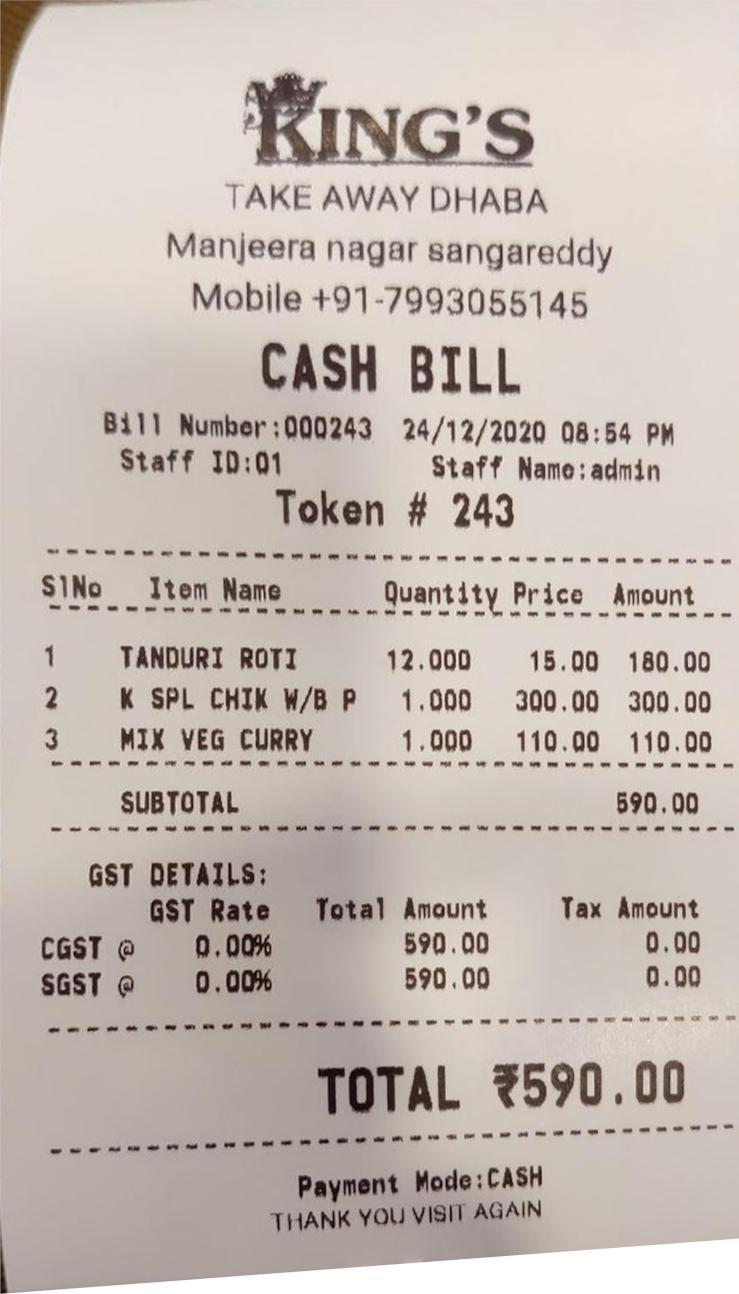 KING'S
TAKE AWAY DHABA
Manjeera nagar sangareddy
Mobile +91-7993055145
CASH BILL
Bill Number:000243 24/12/2020 08:54 PM
Staff ID:01 Staff Name:admin
Token # 243
SlNo Item Name Quantity Price Amount
1 TANDURI ROTI 12.000 15.00 180.00
2 K SPL CHIK W/B P 1.000 300.00 300.00
3 MIX VEG CURRY 1.000 110.00 110.00
SUBTOTAL 590.00
GST DETAILS:
GST Rate Total Amount Tax Amount
CGST @ 0.00% 590.00 0.00
SGST @ 0.00% 590.00 0.00
TOTAL ₹590.00
Payment Mode:CASH
THANK YOU VISIT AGAIN